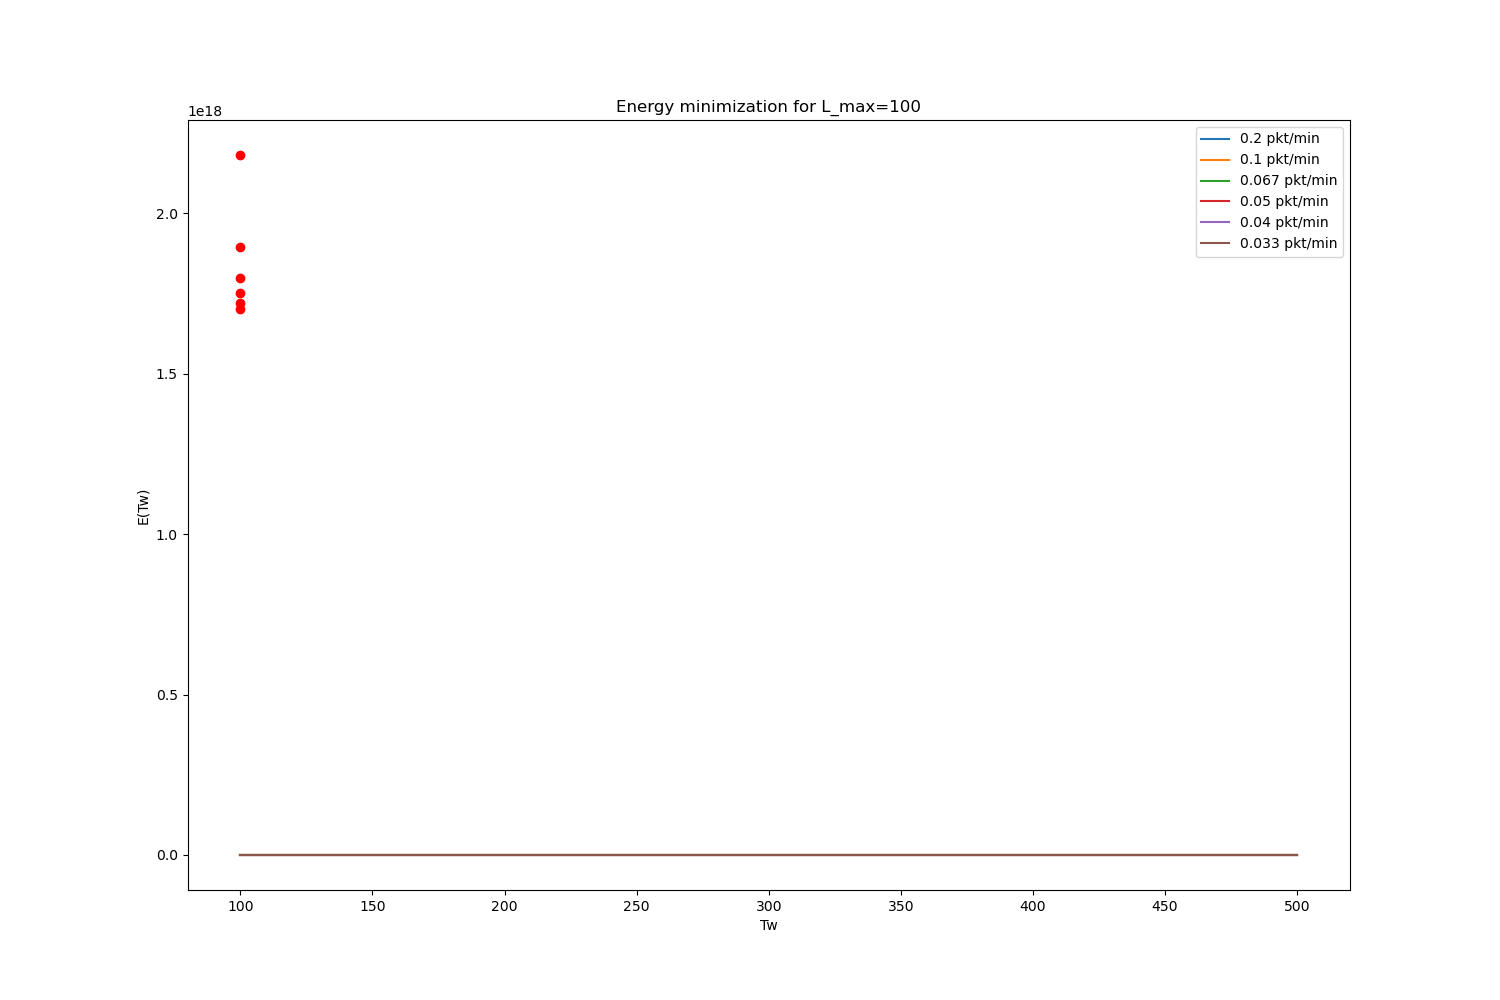 Energy minimization for L_max=100
1e18
0.2 pkt/min
0.1 pkt/min
0.067 pkt/min
0.05 pkt/min
0.04 pkt/min
0.033 pkt/min
2.0
1.5
1.0
0.5
0.0
E(Tw)
100 150 200 250 300 350 400 450 500
Tw